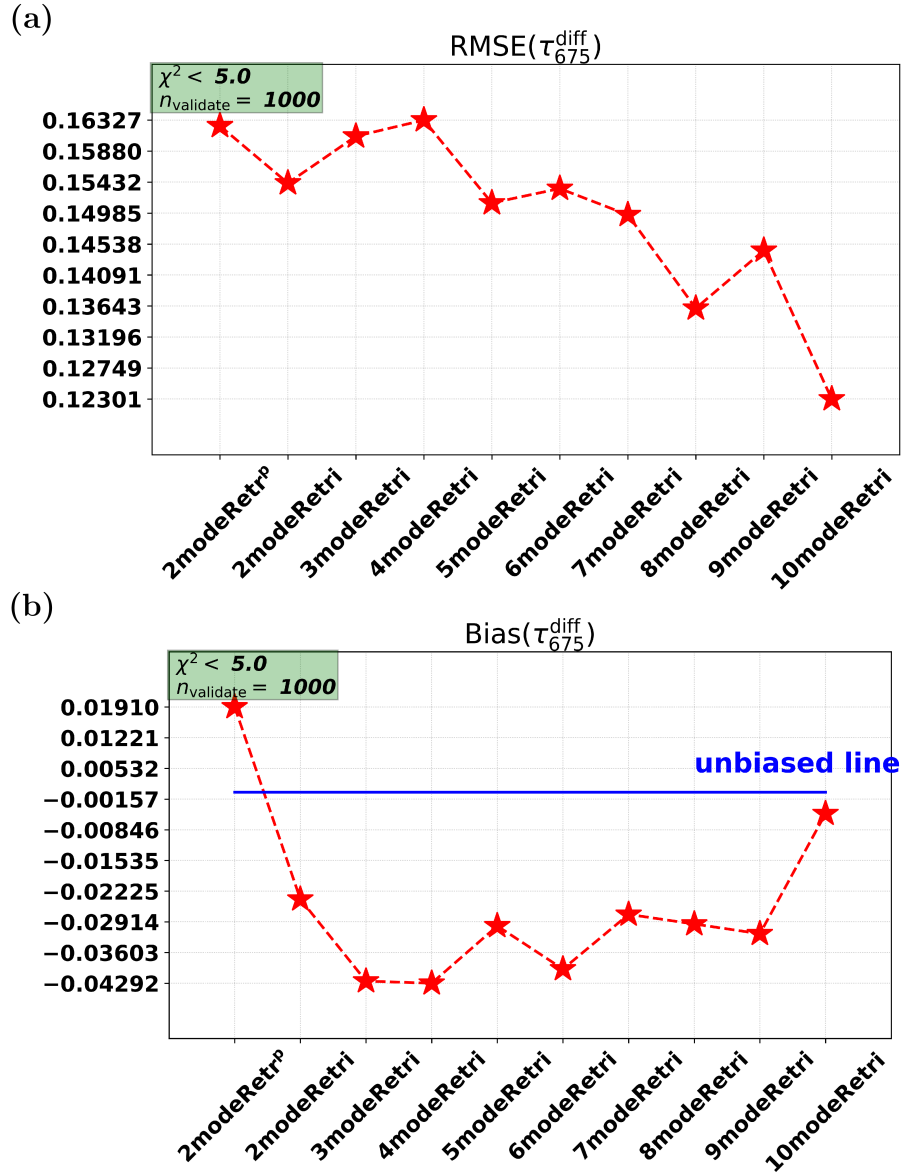 (a)
RMSE(τ₆₇₅ᵈⁱᶠᶠ)
χ² < 5.0
n_validate = 1000
0.16327
0.15880
0.15432
0.14985
0.14538
0.14091
0.13643
0.13196
0.12749
0.12301
2modeRetrᵖ
2modeRetri
3modeRetri
4modeRetri
5modeRetri
6modeRetri
7modeRetri
8modeRetri
9modeRetri
10modeRetri
(b)
Bias(τ₆₇₅ᵈⁱᶠᶠ)
χ² < 5.0
n_validate = 1000
0.01910
0.01221
0.00532
−0.00157
−0.00846
−0.01535
−0.02225
−0.02914
−0.03603
−0.04292
unbiased line
2modeRetrᵖ
2modeRetri
3modeRetri
4modeRetri
5modeRetri
6modeRetri
7modeRetri
8modeRetri
9modeRetri
10modeRetri